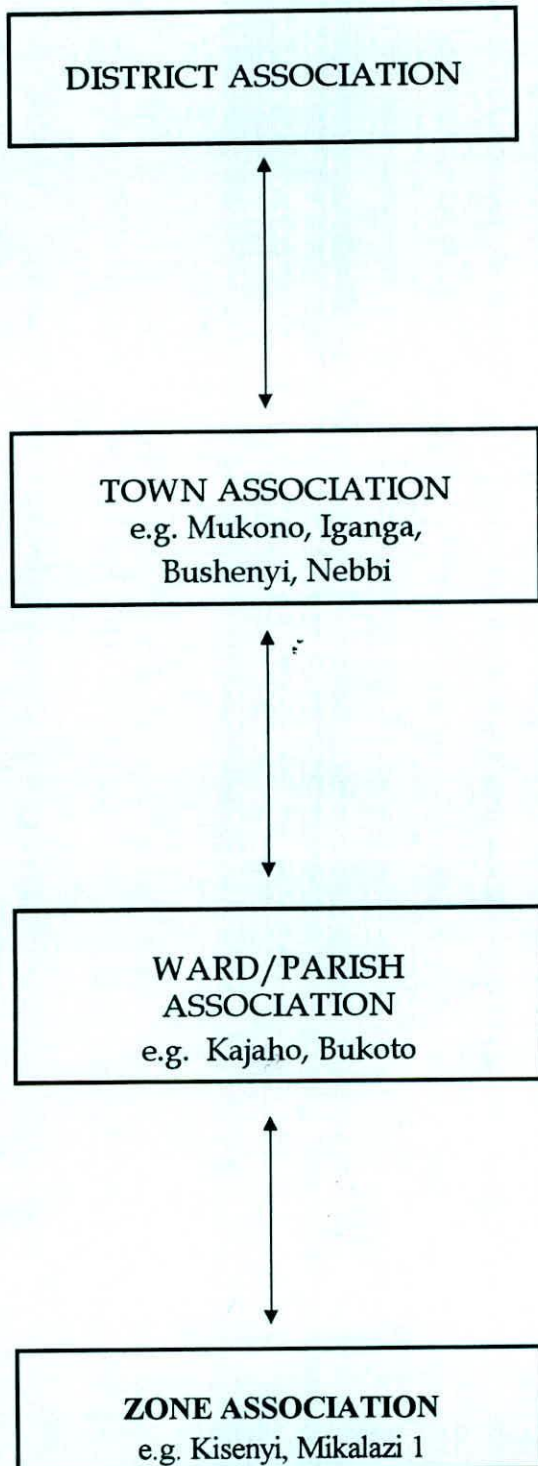 DISTRICT ASSOCIATION
TOWN ASSOCIATION
e.g. Mukono, Iganga,
Bushenyi, Nebbi
WARD/PARISH
ASSOCIATION
e.g. Kajaho, Bukoto
ZONE ASSOCIATION
e.g. Kisenyi, Mikalazi 1